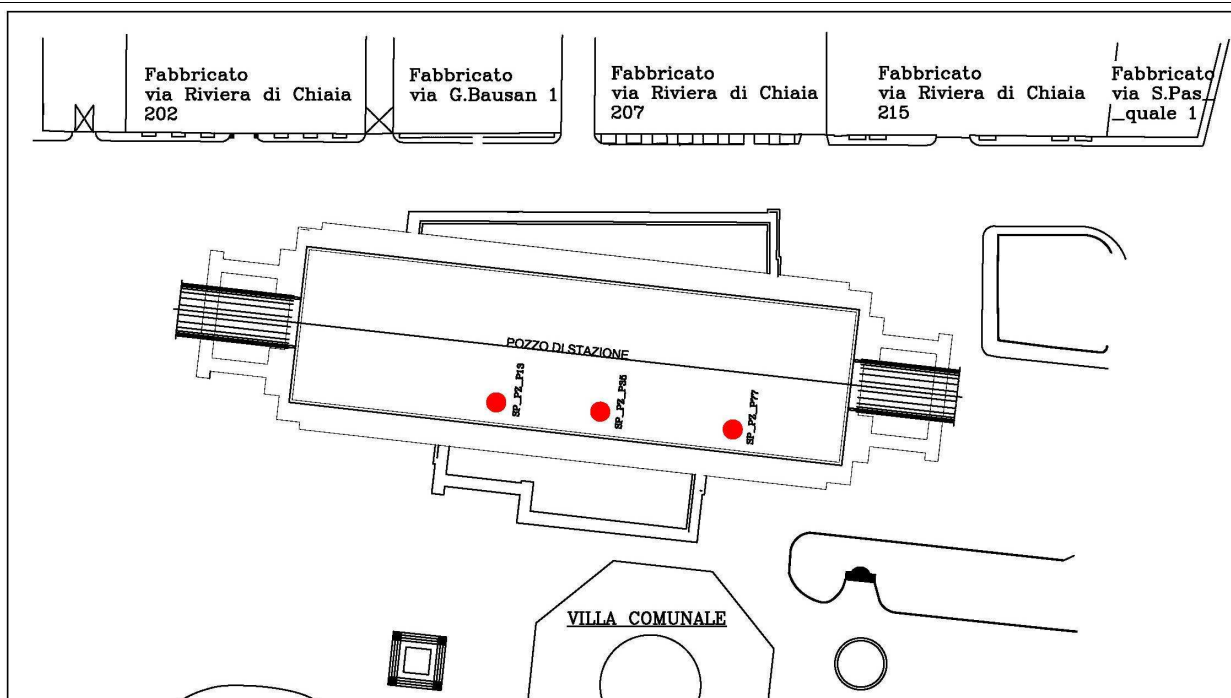 Fabbricato
via Riviera di Chiaia
202
Fabbricato
via G.Bausan 1
Fabbricato
via Riviera di Chiaia
207
Fabbricato
via Riviera di Chiaia
215
Fabbricato
via S.Pas_
_quale 1
POZZO DI STAZIONE
SP_PZ_P13
SP_PZ_P35
SP_PZ_P77
VILLA COMUNALE